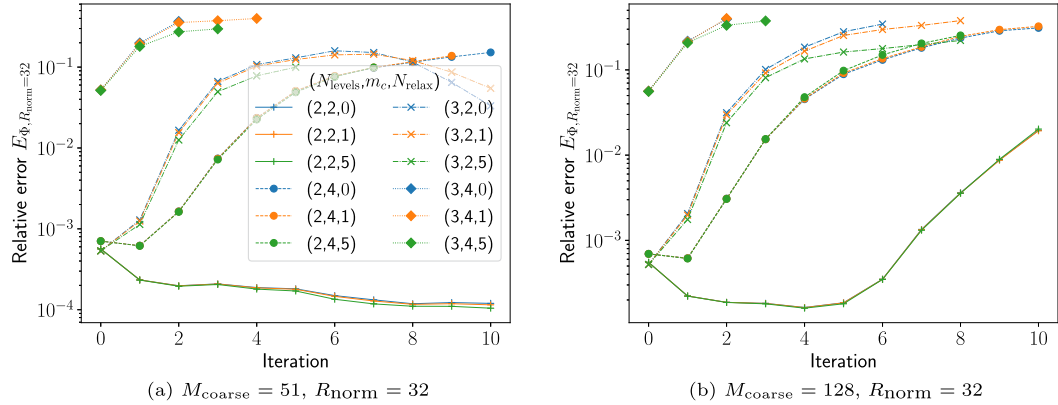 Relative error E_{Φ,R_norm=32}
10^{-1}
10^{-2}
10^{-3}
10^{-4}
(N_levels,m_c,N_relax)
(2,2,0)
(2,2,1)
(2,2,5)
(2,4,0)
(2,4,1)
(2,4,5)
(3,2,0)
(3,2,1)
(3,2,5)
(3,4,0)
(3,4,1)
(3,4,5)
0 2 4 6 8 10
Iteration
(a) M_coarse = 51, R_norm = 32
Relative error E_{Φ,R_norm=32}
10^{-1}
10^{-2}
10^{-3}
0 2 4 6 8 10
Iteration
(b) M_coarse = 128, R_norm = 32